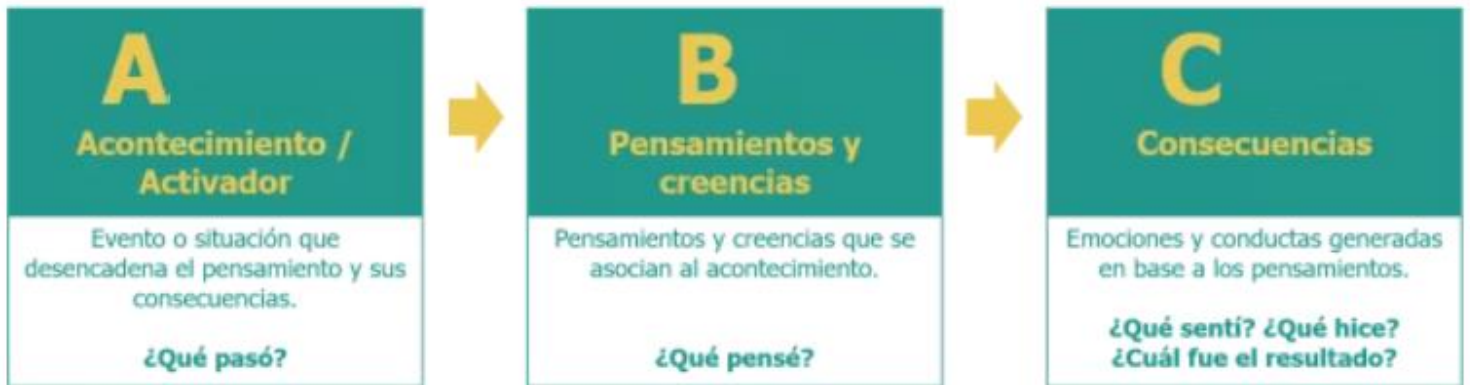 A
Acontecimiento /
Activador
Evento o situación que
desencadena el pensamiento y sus
consecuencias.
¿Qué pasó?
B
Pensamientos y
creencias
Pensamientos y creencias que se
asocian al acontecimiento.
¿Qué pensé?
C
Consecuencias
Emociones y conductas generadas
en base a los pensamientos.
¿Qué sentí? ¿Qué hice?
¿Cuál fue el resultado?